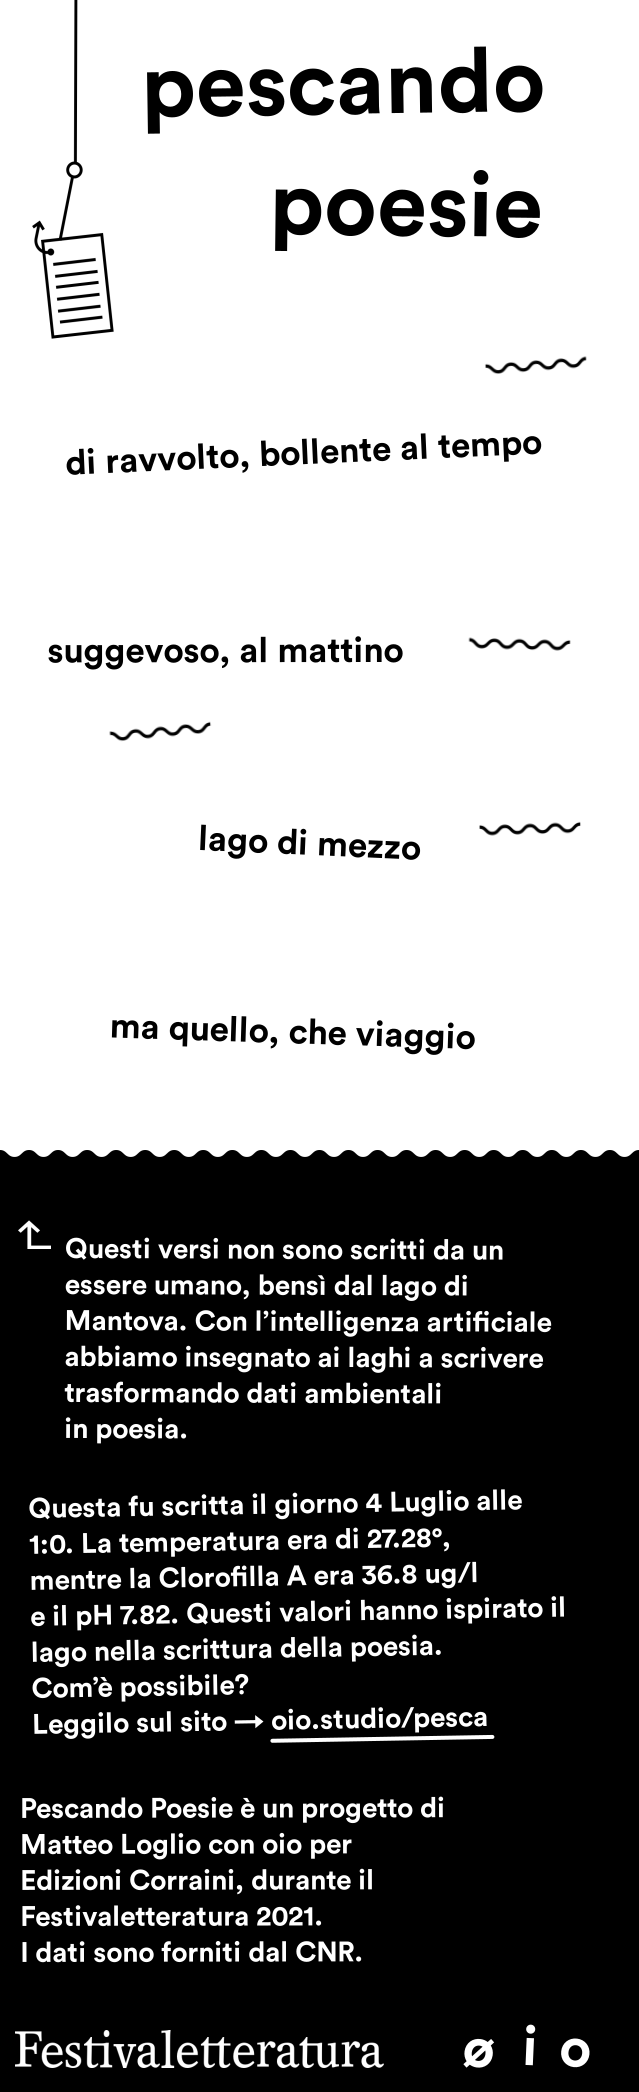 pescando
poesie
di ravvolto, bollente al tempo
suggevoso, al mattino
lago di mezzo
ma quello, che viaggio
Questi versi non sono scritti da un
essere umano, bensì dal lago di
Mantova. Con l’intelligenza artificiale
abbiamo insegnato ai laghi a scrivere
trasformando dati ambientali
in poesia.
Questa fu scritta il giorno 4 Luglio alle
1:0. La temperatura era di 27.28°,
mentre la Clorofilla A era 36.8 ug/l
e il pH 7.82. Questi valori hanno ispirato il
lago nella scrittura della poesia.
Com’è possibile?
Leggilo sul sito → oio.studio/pesca
Pescando Poesie è un progetto di
Matteo Loglio con oio per
Edizioni Corraini, durante il
Festivaletteratura 2021.
I dati sono forniti dal CNR.
Festivaletteratura ø i o